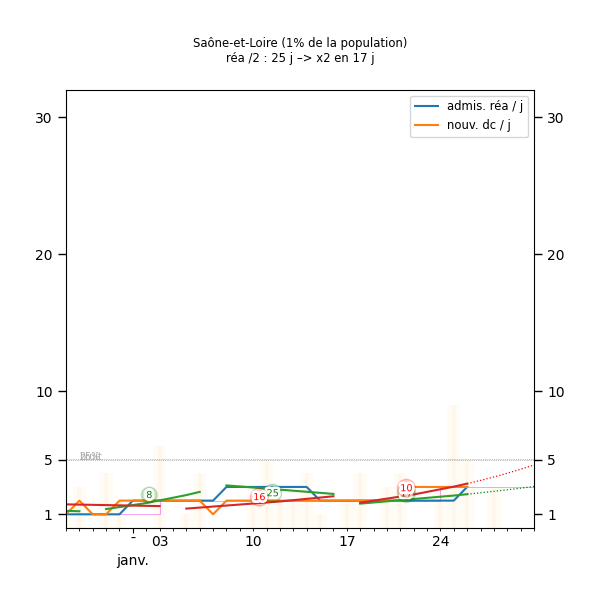 Saône-et-Loire (1% de la population)
réa /2 : 25 j –> x2 en 17 j
admis. réa / j
nouv. dc / j
30 30
20 20
10 10
5 5
1 1
8
16
25
10
- 03 10 17 24
janv.